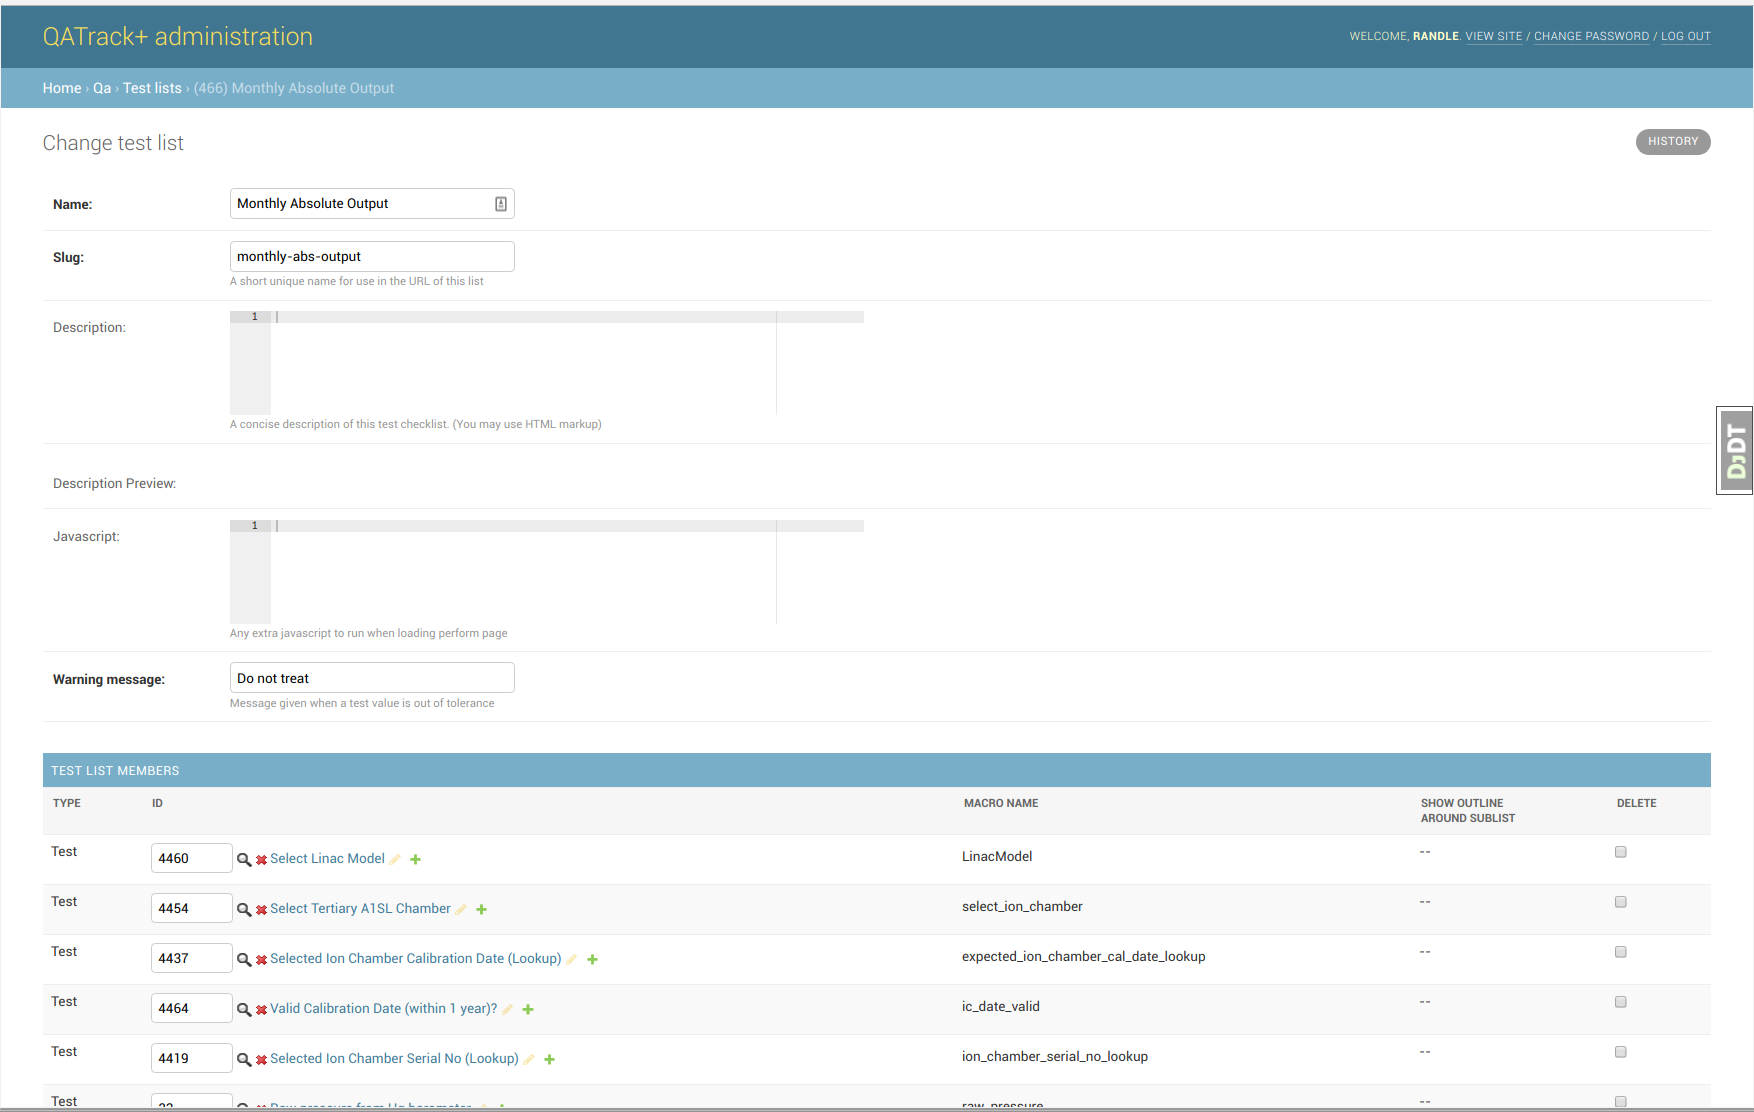 QATrack+ administration
WELCOME, RANDLE. VIEW SITE / CHANGE PASSWORD / LOG OUT
Home › Qa › Test lists › (466) Monthly Absolute Output
Change test list
HISTORY
Name:
Monthly Absolute Output
Slug:
monthly-abs-output
A short unique name for use in the URL of this list
Description:
1
A concise description of this test checklist. (You may use HTML markup)
DJDT
Description Preview:
Javascript:
1
Any extra javascript to run when loading perform page
Warning message:
Do not treat
Message given when a test value is out of tolerance
TEST LIST MEMBERS
TYPE ID MACRO NAME SHOW OUTLINE AROUND SUBLIST DELETE
Test 4460 Select Linac Model LinacModel --
Test 4454 Select Tertiary A1SL Chamber select_ion_chamber --
Test 4437 Selected Ion Chamber Calibration Date (Lookup) expected_ion_chamber_cal_date_lookup --
Test 4464 Valid Calibration Date (within 1 year)? ic_date_valid --
Test 4419 Selected Ion Chamber Serial No (Lookup) ion_chamber_serial_no_lookup --
Test Raw pressure from Hg barometer raw_pressure --